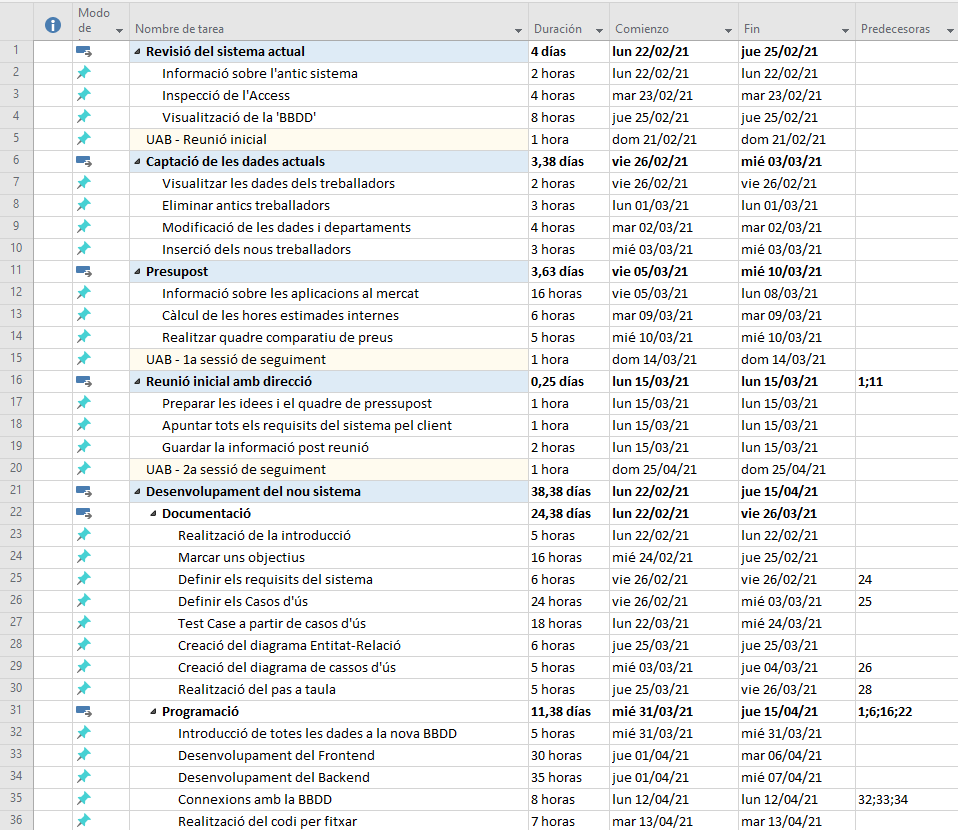 Modo de Nombre de tarea Duración Comienzo Fin Predecesoras
1 Revisió del sistema actual 4 días lun 22/02/21 jue 25/02/21
2 Informació sobre l'antic sistema 2 horas lun 22/02/21 lun 22/02/21
3 Inspecció de l'Access 4 horas mar 23/02/21 mar 23/02/21
4 Visualització de la 'BBDD' 8 horas jue 25/02/21 jue 25/02/21
5 UAB - Reunió inicial 1 hora dom 21/02/21 dom 21/02/21
6 Captació de les dades actuals 3,38 días vie 26/02/21 mié 03/03/21
7 Visualitzar les dades dels treballadors 2 horas vie 26/02/21 vie 26/02/21
8 Eliminar antics treballadors 3 horas lun 01/03/21 lun 01/03/21
9 Modificació de les dades i departaments 4 horas mar 02/03/21 mar 02/03/21
10 Inserció dels nous treballadors 3 horas mié 03/03/21 mié 03/03/21
11 Presupost 3,63 días vie 05/03/21 mié 10/03/21
12 Informació sobre les aplicacions al mercat 16 horas vie 05/03/21 lun 08/03/21
13 Càlcul de les hores estimades internes 6 horas mar 09/03/21 mar 09/03/21
14 Realitzar quadre comparatiu de preus 5 horas mié 10/03/21 mié 10/03/21
15 UAB - 1a sessió de seguiment 1 hora dom 14/03/21 dom 14/03/21
16 Reunió inicial amb direcció 0,25 días lun 15/03/21 lun 15/03/21 1;11
17 Preparar les idees i el quadre de pressupost 1 hora lun 15/03/21 lun 15/03/21
18 Apuntar tots els requisits del sistema pel client 1 hora lun 15/03/21 lun 15/03/21
19 Guardar la informació post reunió 2 horas lun 15/03/21 lun 15/03/21
20 UAB - 2a sessió de seguiment 1 hora dom 25/04/21 dom 25/04/21
21 Desenvolupament del nou sistema 38,38 días lun 22/02/21 jue 15/04/21
22 Documentació 24,38 días lun 22/02/21 vie 26/03/21
23 Realització de la introducció 5 horas lun 22/02/21 lun 22/02/21
24 Marcar uns objectius 16 horas mié 24/02/21 jue 25/02/21
25 Definir els requisits del sistema 6 horas vie 26/02/21 vie 26/02/21 24
26 Definir els Casos d'ús 24 horas vie 26/02/21 mié 03/03/21 25
27 Test Case a partir de casos d'ús 18 horas lun 22/03/21 mié 24/03/21
28 Creació del diagrama Entitat-Relació 6 horas jue 25/03/21 jue 25/03/21
29 Creació del diagrama de cassos d'ús 5 horas mié 03/03/21 jue 04/03/21 26
30 Realització del pas a taula 5 horas jue 25/03/21 vie 26/03/21 28
31 Programació 11,38 días mié 31/03/21 jue 15/04/21 1;6;16;22
32 Introducció de totes les dades a la nova BBDD 5 horas mié 31/03/21 mié 31/03/21
33 Desenvolupament del Frontend 30 horas jue 01/04/21 mar 06/04/21
34 Desenvolupament del Backend 35 horas jue 01/04/21 mié 07/04/21
35 Connexions amb la BBDD 8 horas lun 12/04/21 lun 12/04/21 32;33;34
36 Realització del codi per fitxar 7 horas mar 13/04/21 mar 13/04/21